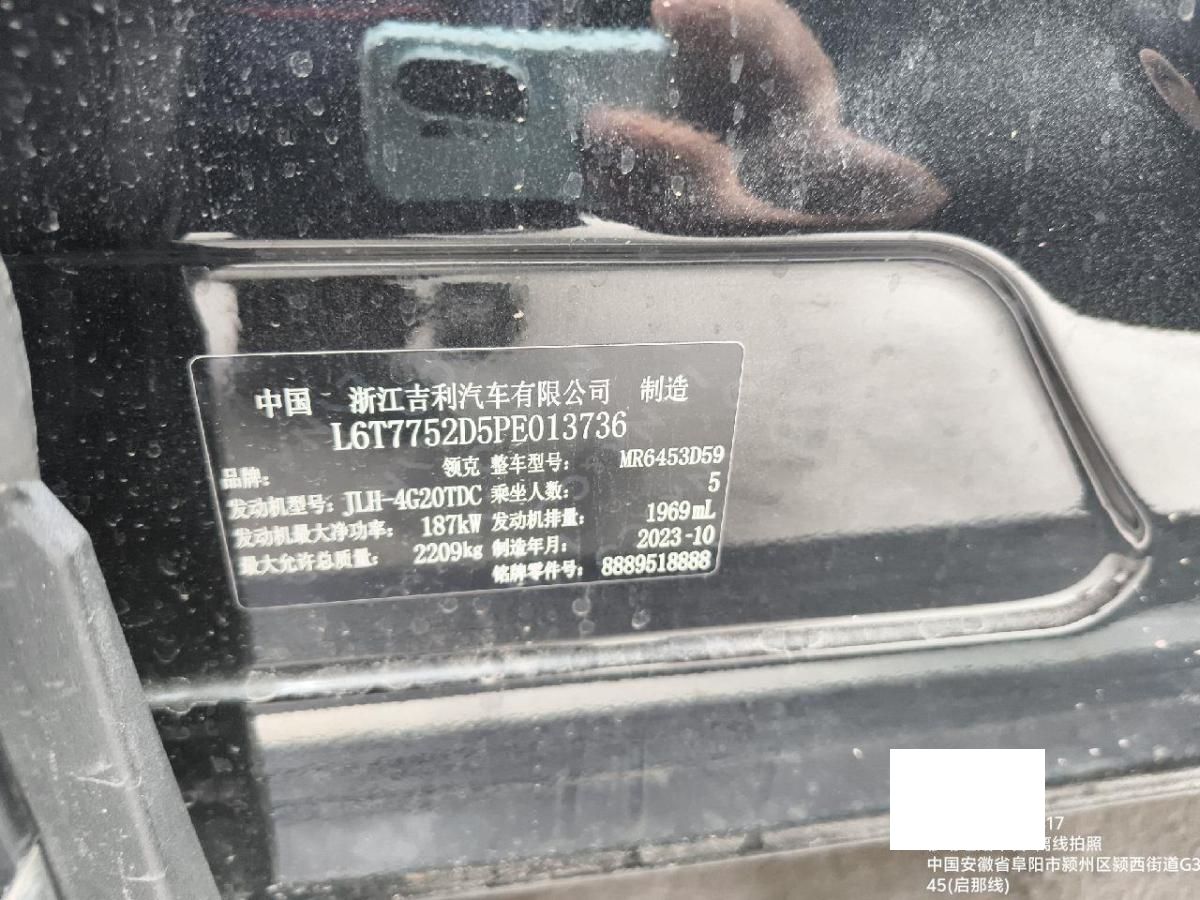 中国 浙江吉利汽车有限公司 制造
L6T7752D5PE013736
品牌: 领克 整车型号: MR6453D59
发动机型号: JLH-4G20TDC 乘坐人数: 5
发动机最大净功率: 187kW 发动机排量: 1969mL
最大允许总质量: 2209kg 制造年月: 2023-10
铭牌零件号: 8889518888
17
离线拍照
中国安徽省阜阳市颍州区颍西街道G3
45(启那线)